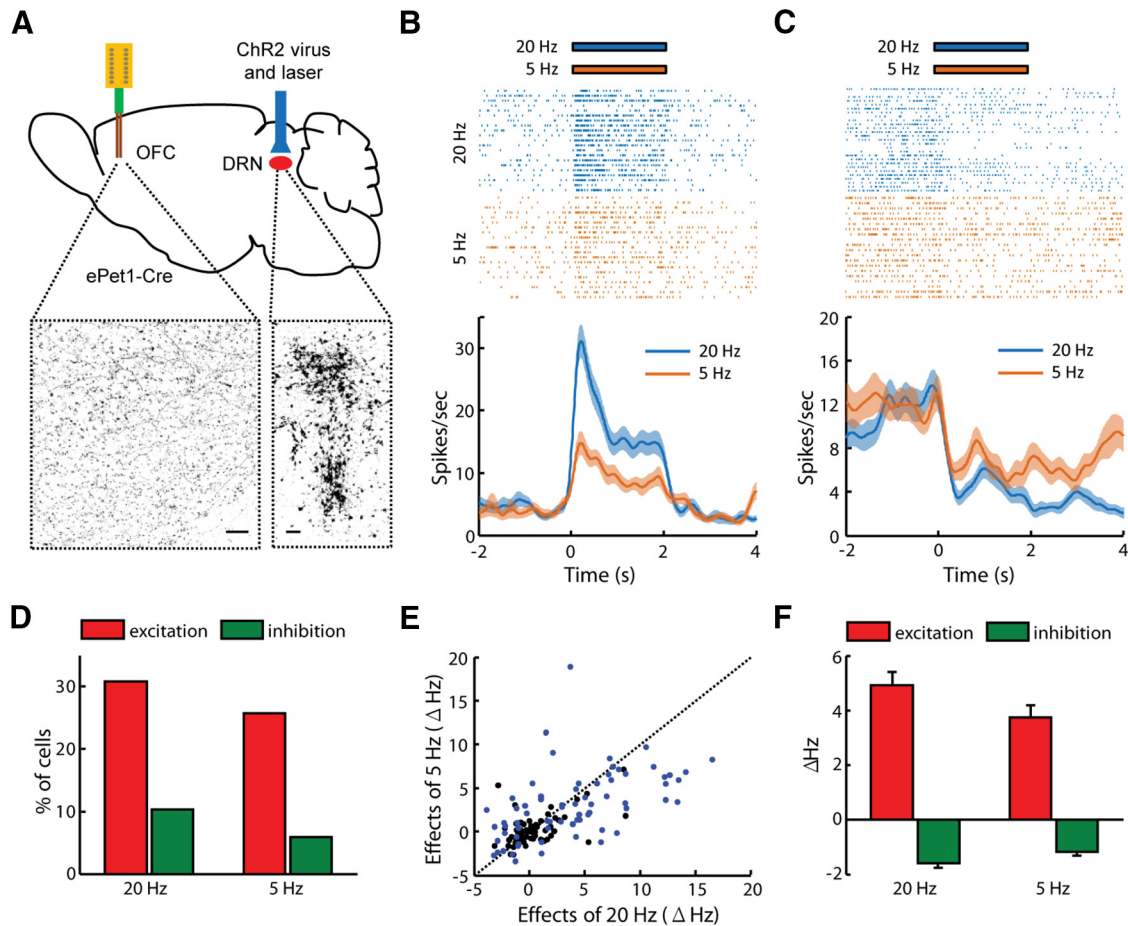 A
ChR2 virus
and laser
OFC
DRN
ePet1-Cre
B
20 Hz
5 Hz
20 Hz
5 Hz
20 Hz
5 Hz
Spikes/sec
30
20
10
0
-2
0
2
4
Time (s)
C
20 Hz
5 Hz
20 Hz
5 Hz
Spikes/sec
20
16
12
8
4
0
-2
0
2
4
Time (s)
D
excitation
inhibition
% of cells
30
20
10
0
20 Hz
5 Hz
E
Effects of 5 Hz (Δ Hz)
20
15
10
5
0
-5
-5
0
5
10
15
20
Effects of 20 Hz (Δ Hz)
F
excitation
inhibition
ΔHz
6
4
2
0
-2
20 Hz
5 Hz